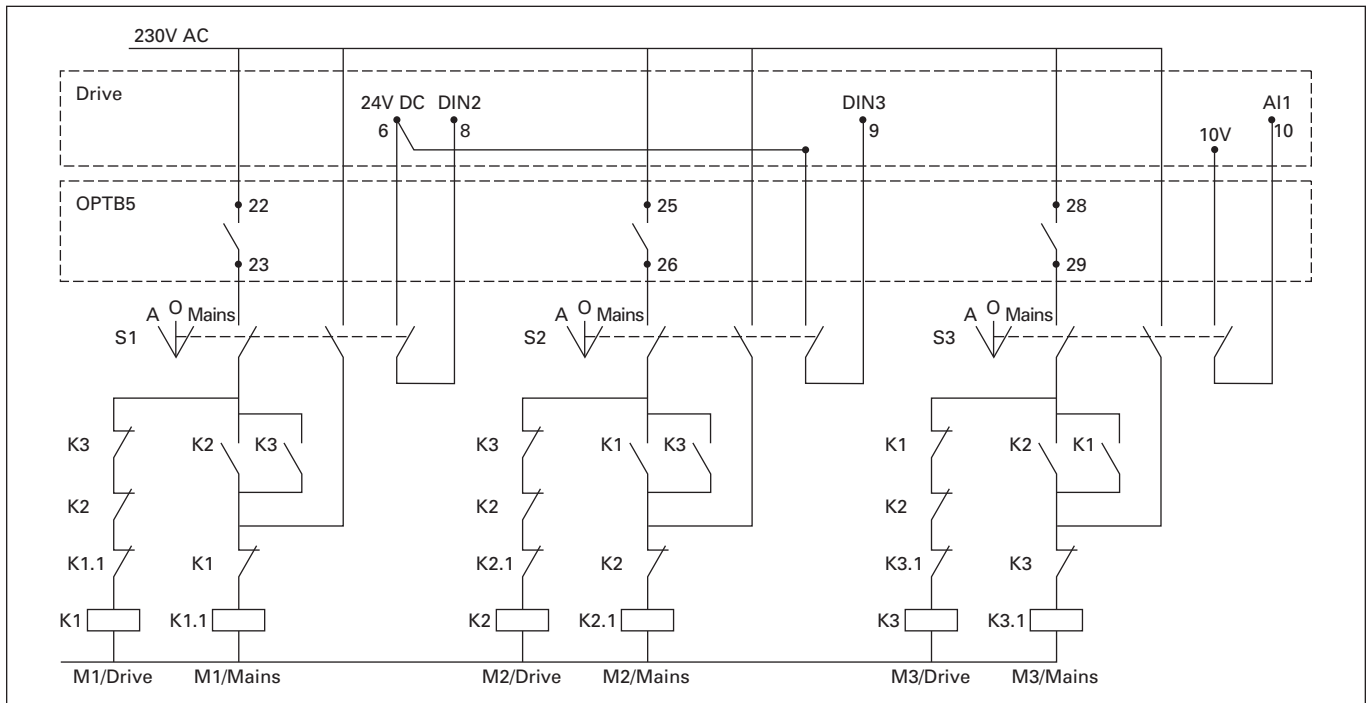 230V AC
Drive
24V DC DIN2 DIN3 AI1
6 8 9 10V 10
OPTB5
22 25 28
23 26 29
A O Mains A O Mains A O Mains
S1 S2 S3
K3 K2 K3 K3 K1 K3 K1 K2 K1
K2 K2 K2
K1.1 K1 K2.1 K2 K3.1 K3
K1 K1.1 K2 K2.1 K3 K3.1
M1/Drive M1/Mains M2/Drive M2/Mains M3/Drive M3/Mains